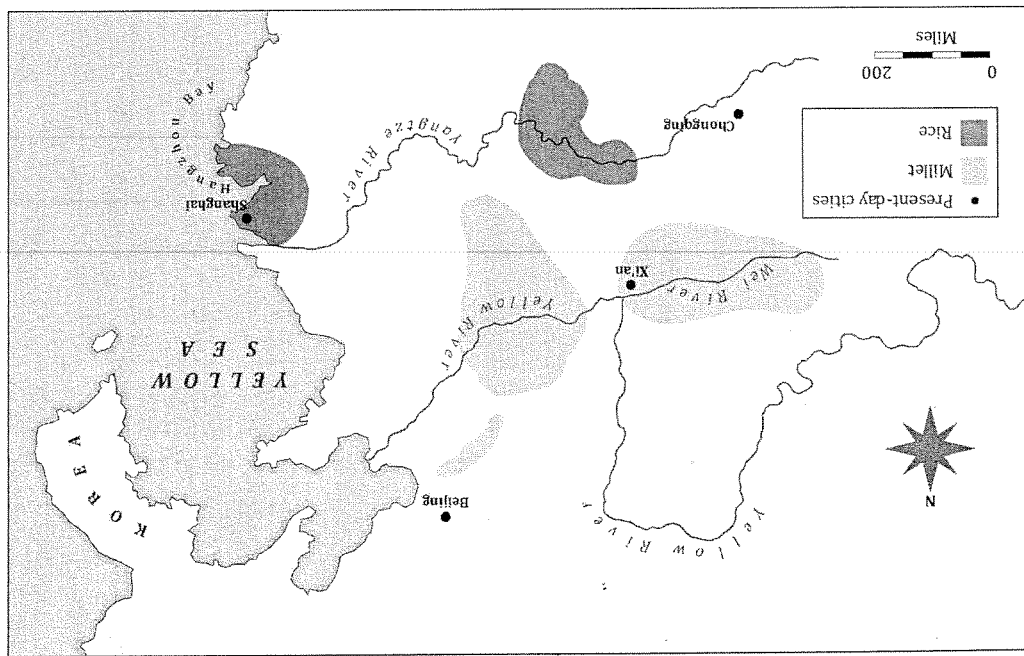 N
Yellow River
Beijing
KOREA
YELLOW
SEA
Yellow River
Wei River
Xi'an
Present-day cities
Millet
Rice
Shanghai
Hangzhou Bay
Yangtze River
Chongqing
0 200
Miles